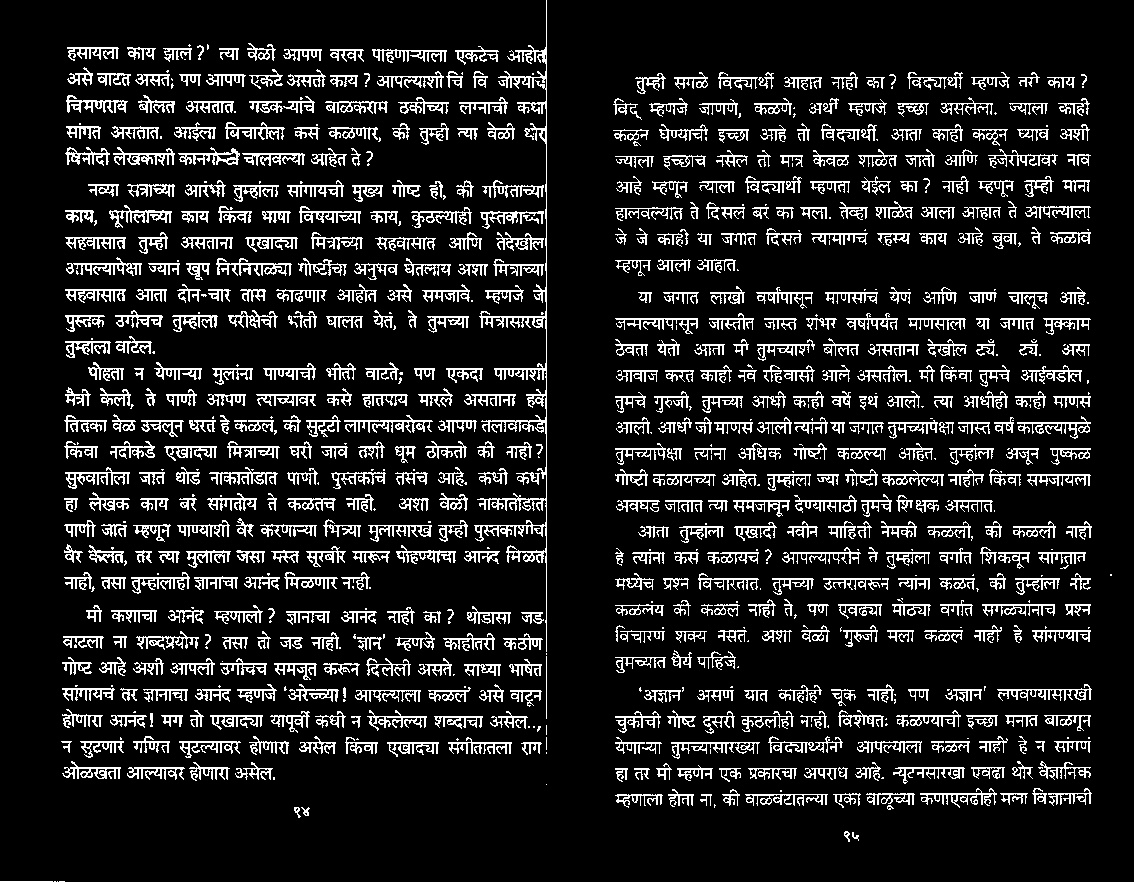 हसायला काय झालं?' त्या वेळी आपण वरवर पाहणाऱ्याला एकटेच आहोत
असे वाटत असतं; पण आपण एकटे असतो काय? आपल्याशी चिं वि जोश्यांचे
चिमणराव बोलत असतात. गडकऱ्यांचे बाळकराम ठकीच्या लग्नाची कथा
सांगत असतात. आईला बिचारीला कसं कळणार, की तुम्ही त्या वेळी थोर
विनोदी लेखकाशी कानगोष्टी चालवल्या आहेत ते?
नव्या सत्राच्या आरंभी तुम्हांला सांगायची मुख्य गोष्ट ही, की गणिताच्या
काय, भूगोलाच्या काय किंवा भाषा विषयाच्या काय, कुठल्याही पुस्तकाच्या
सहवासात तुम्ही असताना एखाद्या मित्राच्या सहवासात आणि तेदेखील
आपल्यापेक्षा ज्यानं खूप निरनिराळ्या गोष्टींचा अनुभव घेतलाय अशा मित्राच्या
सहवासात आता दोन-चार तास काढणार आहोत असे समजावे. म्हणजे जे
पुस्तक उगीचच तुम्हांला परीक्षेची भीती घालत येतं, ते तुमच्या मित्रासारखं
तुम्हांला वाटेल.
पोहता न येणाऱ्या मुलांना पाण्याची भीती वाटते; पण एकदा पाण्याशी
मैत्री केली, ते पाणी आपण त्याच्यावर कसे हातपाय मारले असताना हवे
तितका वेळ उचलून धरतं हे कळलं, की सुट्टी लागल्याबरोबर आपण तलावाकडे
किंवा नदीकडे एखाद्या मित्राच्या घरी जावं तशी धूम ठोकतो की नाही?
सुरुवातीला जातं थोडं नाकातोंडात पाणी. पुस्तकांचं तसंच आहे. कधी कधी
हा लेखक काय बरं सांगतोय ते कळतच नाही. अशा वेळी नाकातोंडात
पाणी जातं म्हणून पाण्याशी वैर करणाऱ्या भित्र्या मुलासारखं तुम्ही पुस्तकाशीच
वैर केलंत, तर त्या मुलाला जसा मस्त सूरबीर मारून पोहण्याचा आनंद मिळत
नाही, तसा तुम्हांलाही ज्ञानाचा आनंद मिळणार नाही.
मी कशाचा आनंद म्हणालो? ज्ञानाचा आनंद नाही का? थोडासा जड
वाटला ना शब्दप्रयोग? तसा तो जड नाही. 'ज्ञान' म्हणजे काहीतरी कठीण
गोष्ट आहे अशी आपली उगीचच समजूत करून दिलेली असते. साध्या भाषेत
सांगायचं तर ज्ञानाचा आनंद म्हणजे 'अरेच्च्या! आपल्याला कळलं' असे वाटून
होणारा आनंद! मग तो एखाद्या यापूर्वी कधी न ऐकलेल्या शब्दाचा असेल..,
न सुटणारं गणित सुटल्यावर होणारा असेल किंवा एखाद्या संगीतातला राग
ओळखता आल्यावर होणारा असेल.
१४
तुम्ही सगळे विद्यार्थी आहात नाही का? विद्यार्थी म्हणजे तरी काय?
विद् म्हणजे जाणणे, कळणे; अर्थी म्हणजे इच्छा असलेला. ज्याला काही
कळून घेण्याची इच्छा आहे तो विद्यार्थी. आता काही कळून घ्यावं अशी
ज्याला इच्छाच नसेल तो मात्र केवळ शाळेत जातो आणि हजेरीपटावर नाव
आहे म्हणून त्याला विद्यार्थी म्हणता येईल का? नाही म्हणून तुम्ही माना
हालवल्यात ते दिसलं बरं का मला. तेव्हा शाळेत आला आहात ते आपल्याला
जे जे काही या जगात दिसतं त्यामागचं रहस्य काय आहे बुवा, ते कळावं
म्हणून आला आहात.
या जगात लाखो वर्षांपासून माणसांचं येणं आणि जाणं चालूच आहे.
जन्मल्यापासून जास्तीत जास्त शंभर वर्षांपर्यंत माणसाला या जगात मुक्काम
ठेवता येतो आता मी तुमच्याशी बोलत असताना देखील ट्यँ. ट्यँ. असा
आवाज करत काही नवे रहिवासी आले असतील. मी किंवा तुमचे आईवडील,
तुमचे गुरुजी, तुमच्या आधी काही वर्षे इथं आलो. त्या आधीही काही माणसं
आली. आधी जी माणसं आली त्यांनी या जगात तुमच्यापेक्षा जास्त वर्षं काढल्यामुळे
तुमच्यापेक्षा त्यांना अधिक गोष्टी कळल्या आहेत. तुम्हांला अजून पुष्कळ
गोष्टी कळायच्या आहेत. तुम्हांला ज्या गोष्टी कळलेल्या नाहीत किंवा समजायला
अवघड जातात त्या समजावून देण्यासाठी तुमचे शिक्षक असतात.
आता तुम्हांला एखादी नवीन माहिती नेमकी कळली, की कळली नाही
हे त्यांना कसं कळायचं? आपल्यापरीनं ते तुम्हांला वर्गात शिकवून सांगतात
मध्येच प्रश्न विचारतात. तुमच्या उत्तरावरून त्यांना कळतं, की तुम्हांला नीट
कळलंय की कळलं नाही ते, पण एवढ्या मोठ्या वर्गात सगळ्यांनाच प्रश्न
विचारणं शक्य नसतं. अशा वेळी 'गुरुजी मला कळलं नाही' हे सांगण्याचं
तुमच्यात धैर्य पाहिजे.
'अज्ञान' असणं यात काहीही चूक नाही; पण अज्ञान' लपवण्यासारखी
चुकीची गोष्ट दुसरी कुठलीही नाही. विशेषतः कळण्याची इच्छा मनात बाळगून
येणाऱ्या तुमच्यासारख्या विद्यार्थ्यांनी आपल्याला कळलं नाही' हे न सांगणं
हा तर मी म्हणेन एक प्रकारचा अपराध आहे. न्यूटनसारखा एवढा थोर वैज्ञानिक
म्हणाला होता ना, की वाळवंटातल्या एका वाळूच्या कणाएवढीही मला विज्ञानाची
१५